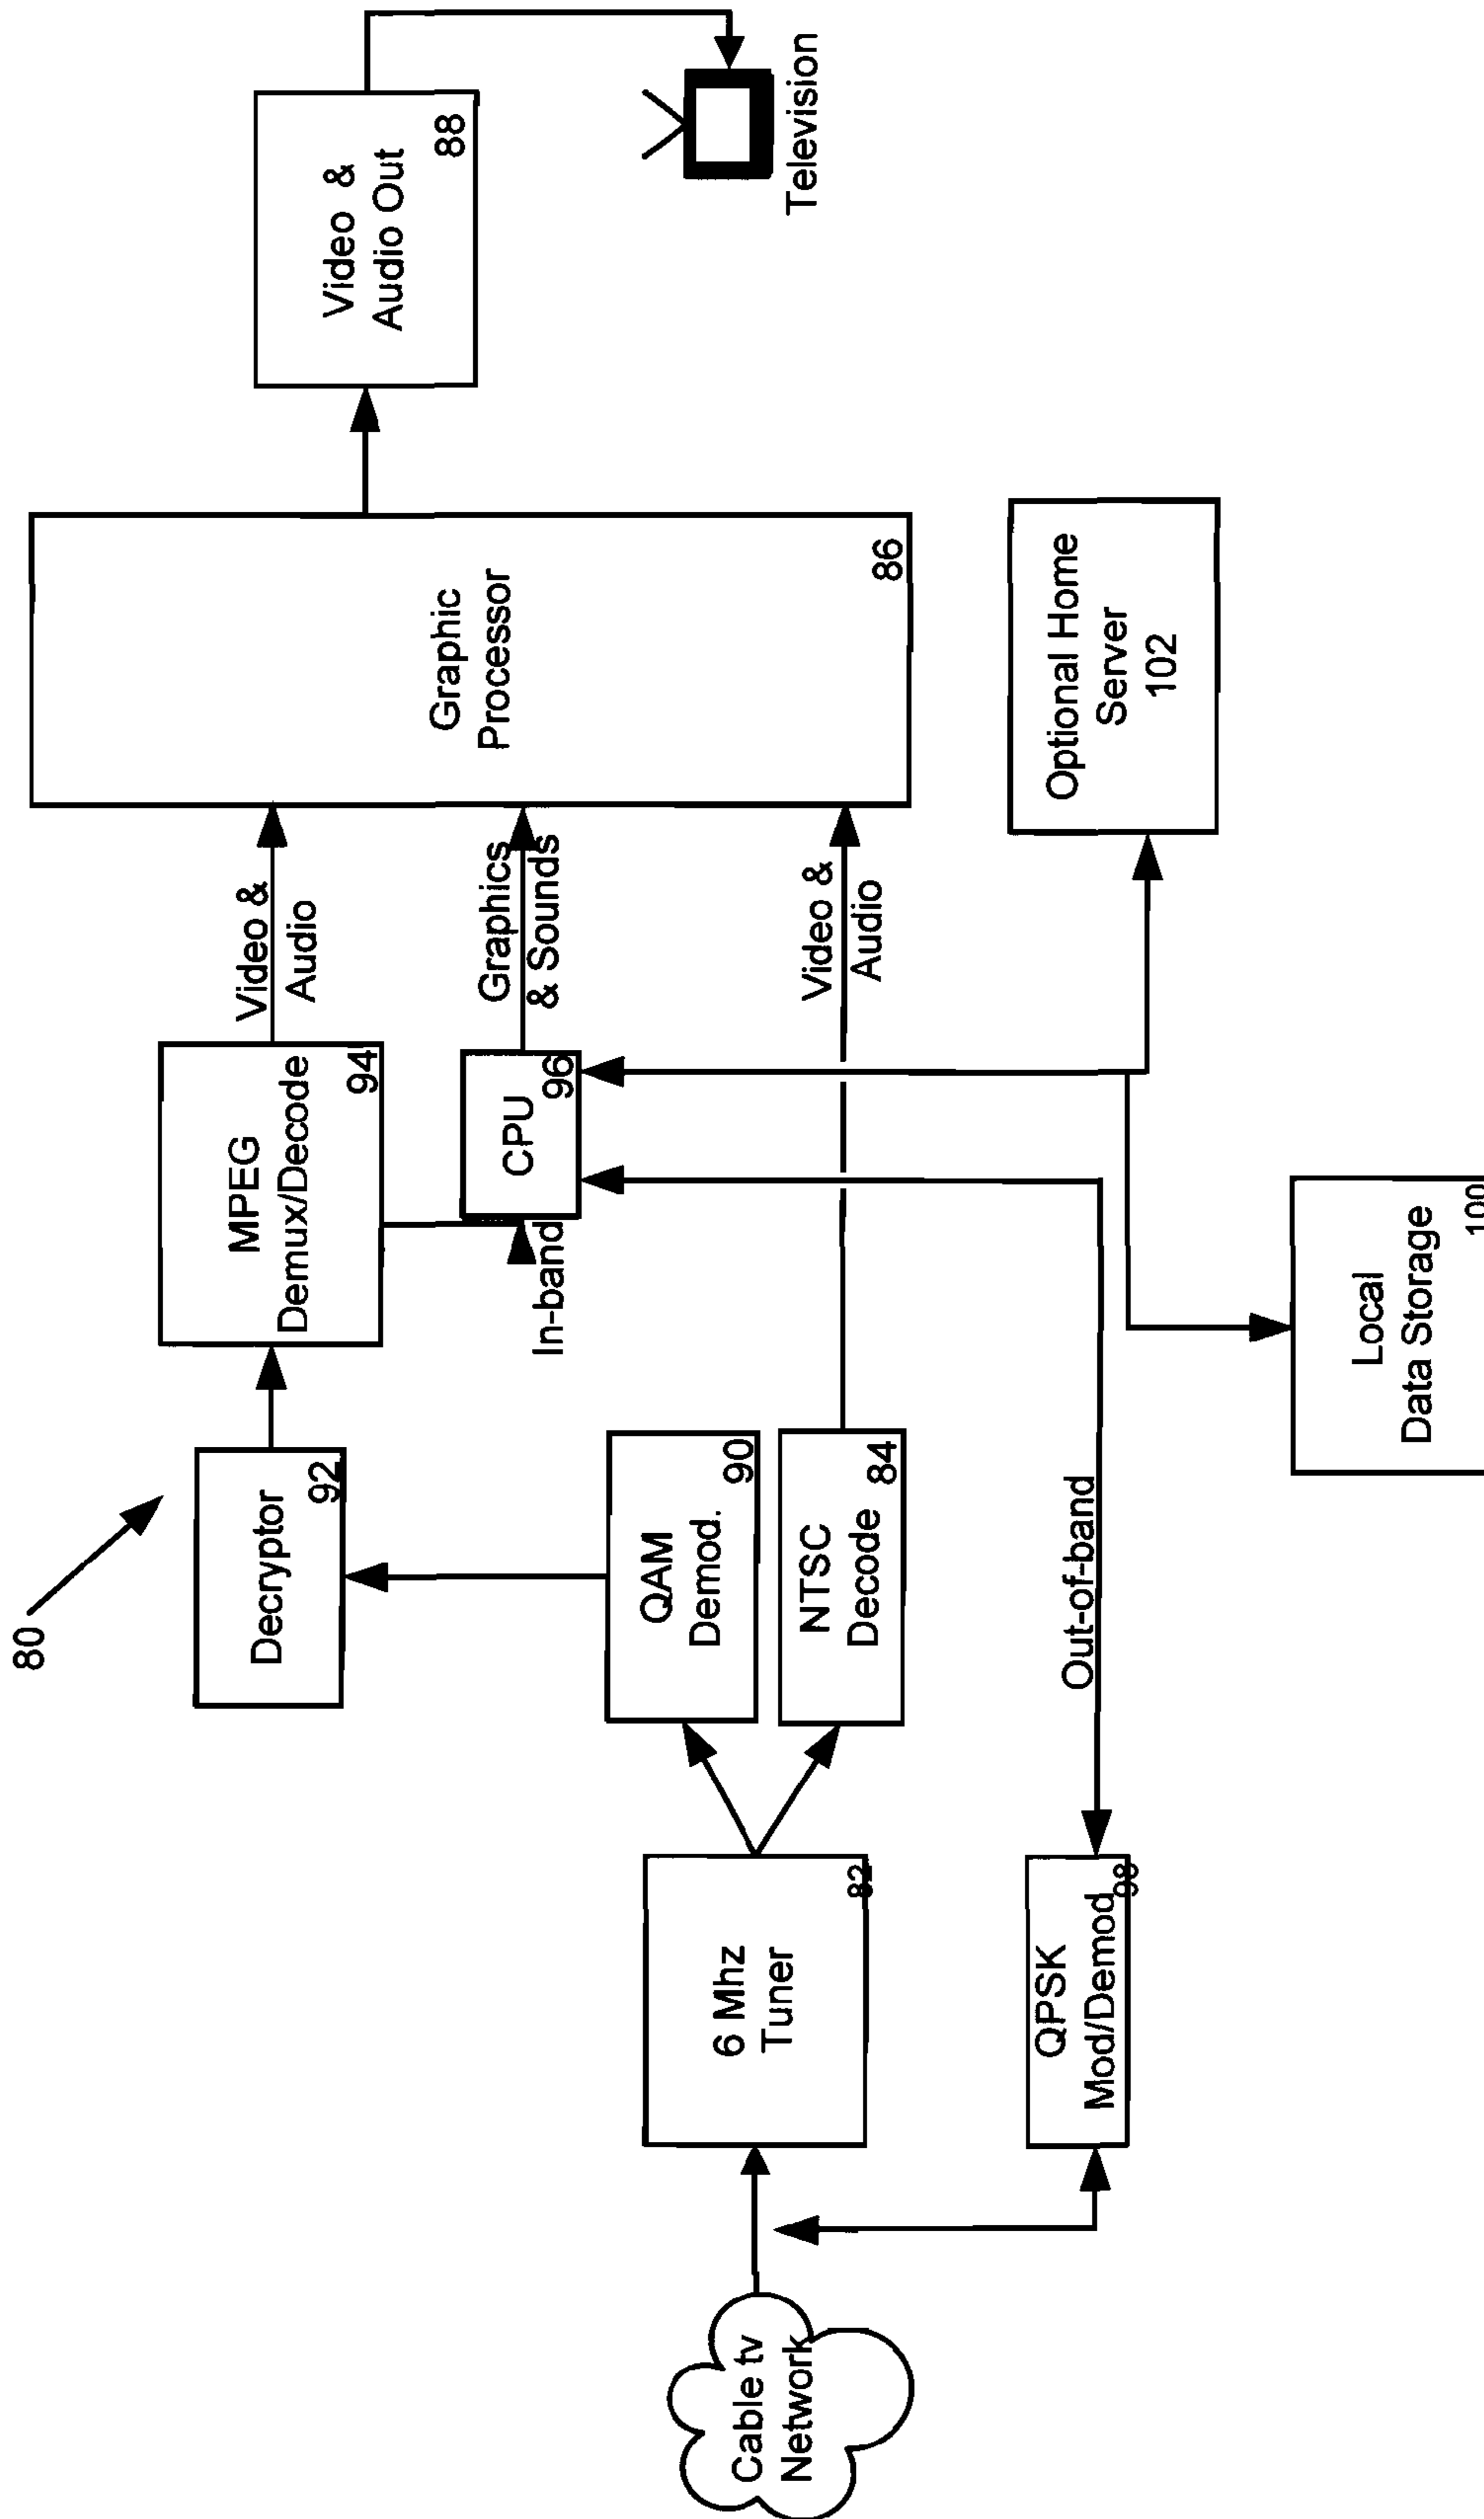 80
Cable tv
Network
6 Mhz
Tuner
82
QAM
Demod.
90
NTSC
Decode
84
Decryptor
92
MPEG
Demux/Decode
94
In-band
CPU
96
Video &
Audio
Graphics
& Sounds
Video &
Audio
Graphic
Processor
86
Video &
Audio Out
88
Television
QPSK
Mod/Demod
98
Out-of-band
Local
Data Storage
100
Optional Home
Server
102